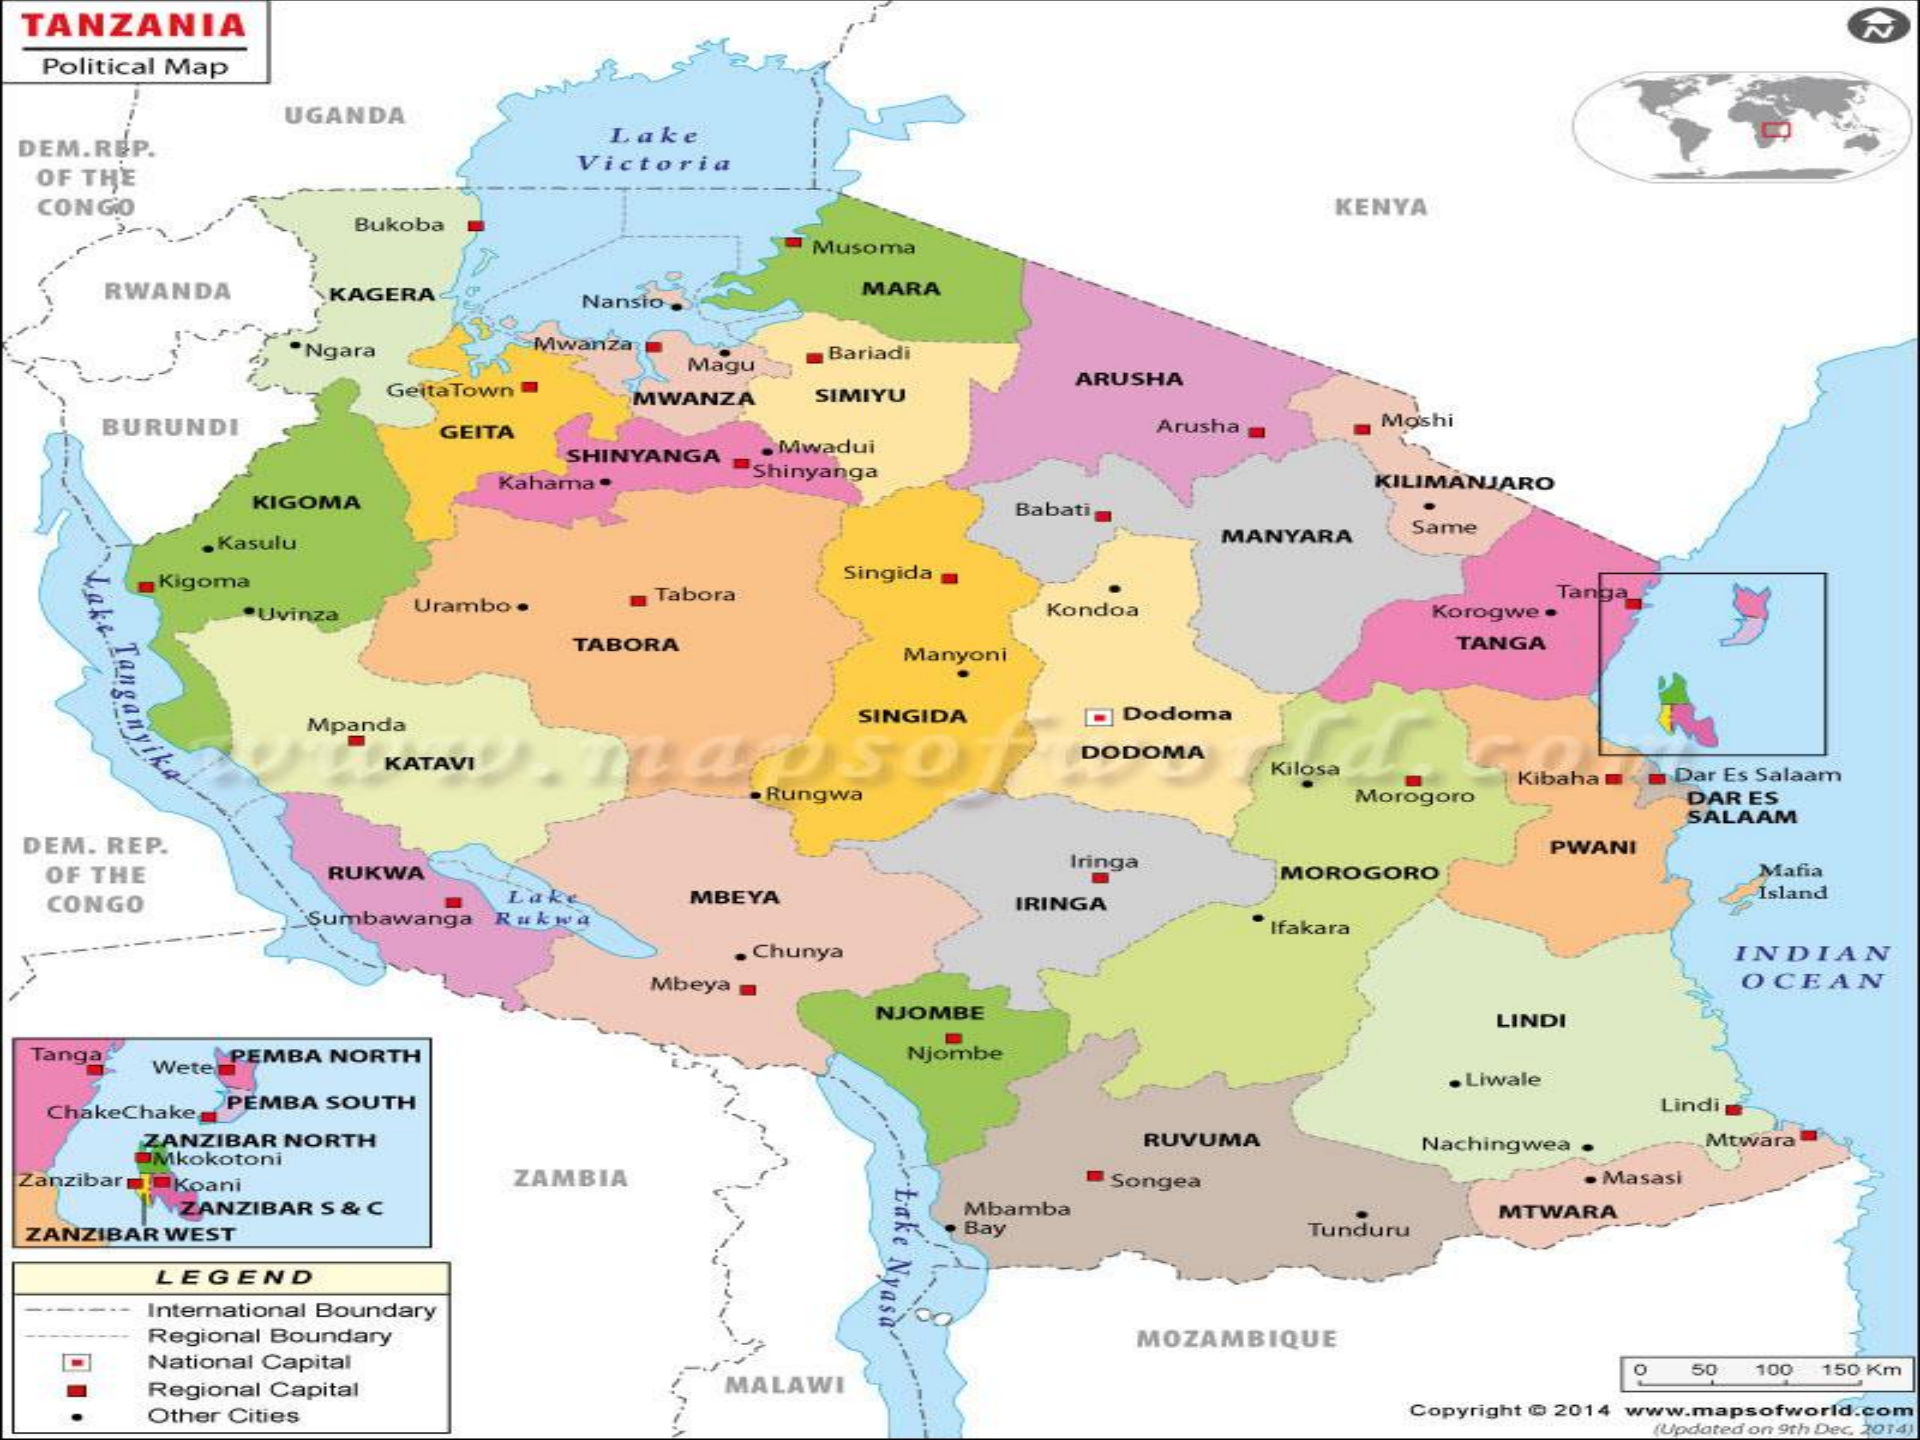 TANZANIA
Political Map
N
UGANDA
DEM.REP.
OF THE
CONGO
Lake
Victoria
KENYA
Bukoba
Musoma
RWANDA
KAGERA
MARA
Nansio
Ngara
Mwanza
Magu
Bariadi
GeitaTown
MWANZA
SIMIYU
ARUSHA
Arusha
Moshi
BURUNDI
GEITA
SHINYANGA
Mwadui
Shinyanga
Kahama
KILIMANJARO
Same
KIGOMA
Babati
MANYARA
Kasulu
Kigoma
Uvinza
Urambo
Tabora
TABORA
Singida
Kondoa
Tanga
Korogwe
TANGA
Manyoni
Lake Tanganyika
Mpanda
KATAVI
SINGIDA
Dodoma
DODOMA
www.mapsofworld.com
Kilosa
Morogoro
Kibaha
Dar Es Salaam
DAR ES
SALAAM
Rungwa
DEM. REP.
OF THE
CONGO
RUKWA
Sumbawanga
Lake
Rukwa
MBEYA
Iringa
IRINGA
MOROGORO
PWANI
Mafia
Island
Ifakara
Chunya
Mbeya
INDIAN
OCEAN
NJOMBE
Njombe
LINDI
Liwale
Lindi
Nachingwea
Mtwara
RUVUMA
Songea
Masasi
MTWARA
Mbamba
Bay
Tunduru
ZAMBIA
Lake Nyasa
MALAWI
MOZAMBIQUE
Tanga
Wete
PEMBA NORTH
ChakeChake
PEMBA SOUTH
ZANZIBAR NORTH
Mkokotoni
Zanzibar
Koani
ZANZIBAR S & C
ZANZIBAR WEST
LEGEND
International Boundary
Regional Boundary
National Capital
Regional Capital
Other Cities
0 50 100 150 Km
Copyright © 2014 www.mapsofworld.com
(Updated on 9th Dec, 2014)